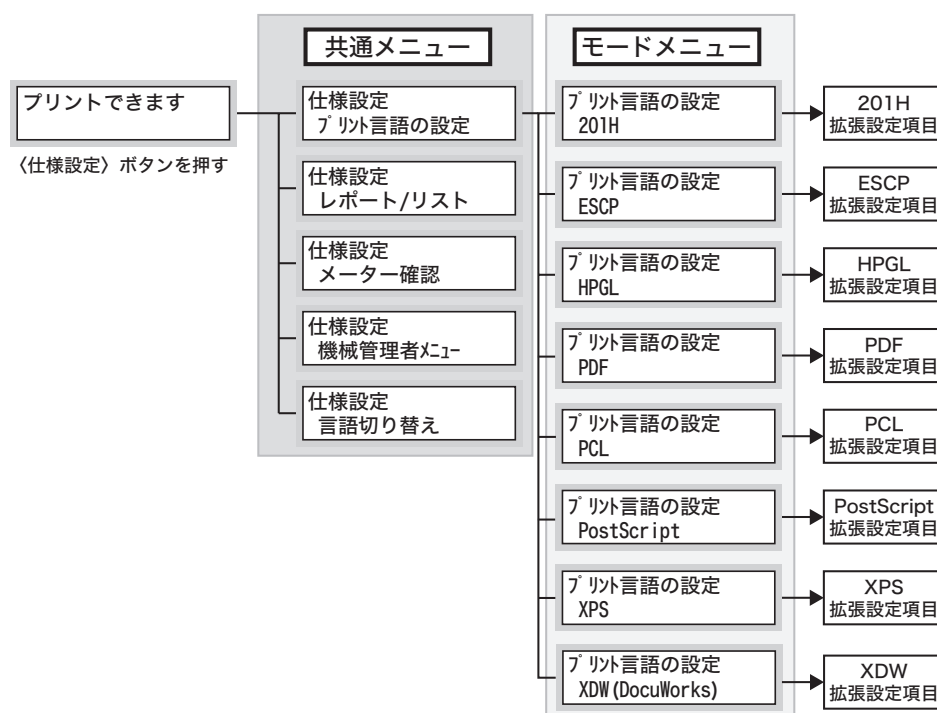 共通メニュー
モードメニュー
プリントできます
〈仕様設定〉ボタンを押す
仕様設定
プリント言語の設定
仕様設定
レポート/リスト
仕様設定
メーター確認
仕様設定
機械管理者メニュー
仕様設定
言語切り替え
プリント言語の設定
201H
プリント言語の設定
ESCP
プリント言語の設定
HPGL
プリント言語の設定
PDF
プリント言語の設定
PCL
プリント言語の設定
PostScript
プリント言語の設定
XPS
プリント言語の設定
XDW(DocuWorks)
201H
拡張設定項目
ESCP
拡張設定項目
HPGL
拡張設定項目
PDF
拡張設定項目
PCL
拡張設定項目
PostScript
拡張設定項目
XPS
拡張設定項目
XDW
拡張設定項目